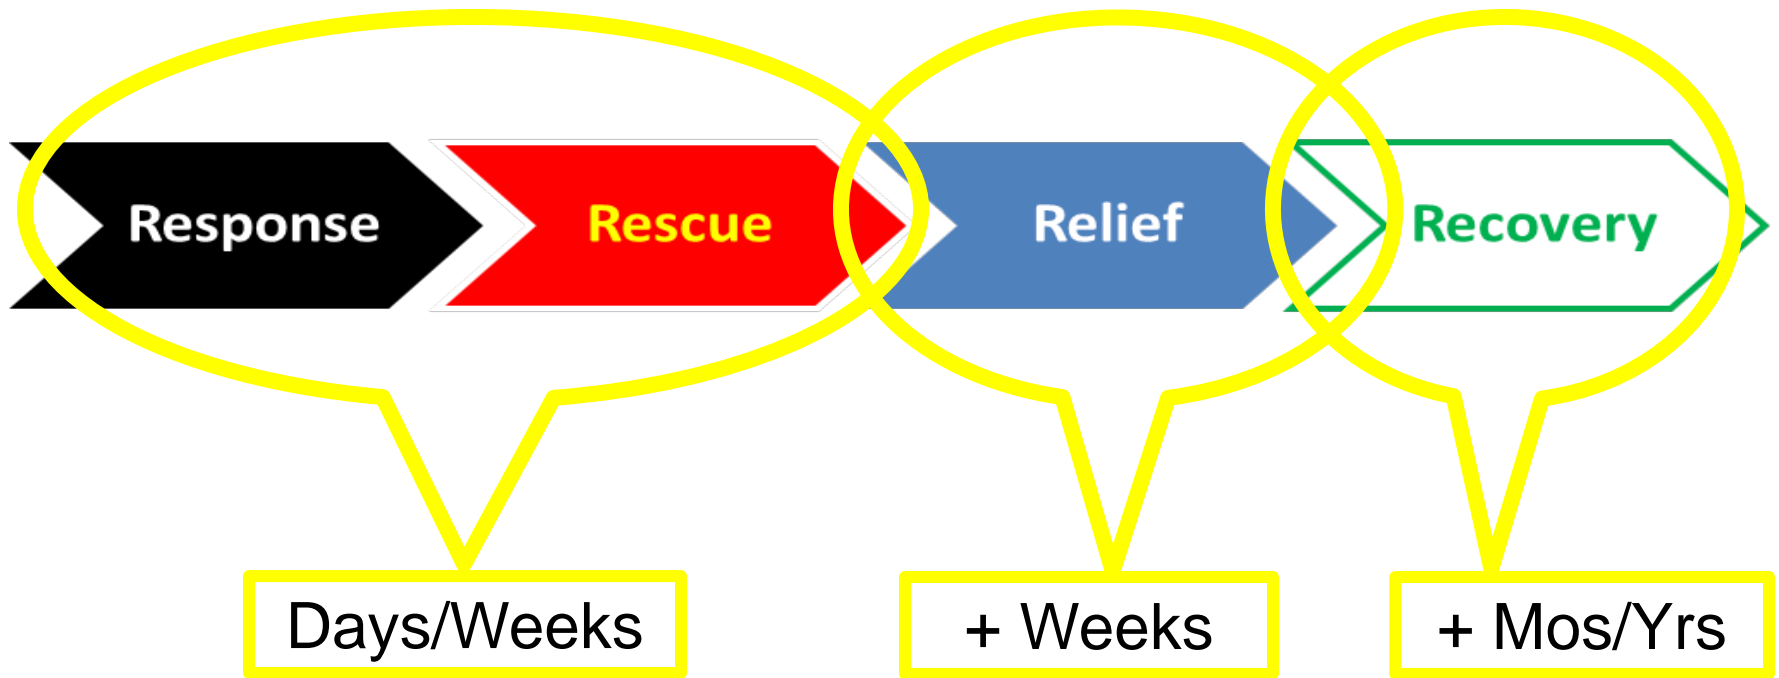 Response
Rescue
Relief
Recovery
Days/Weeks
+ Weeks
+ Mos/Yrs